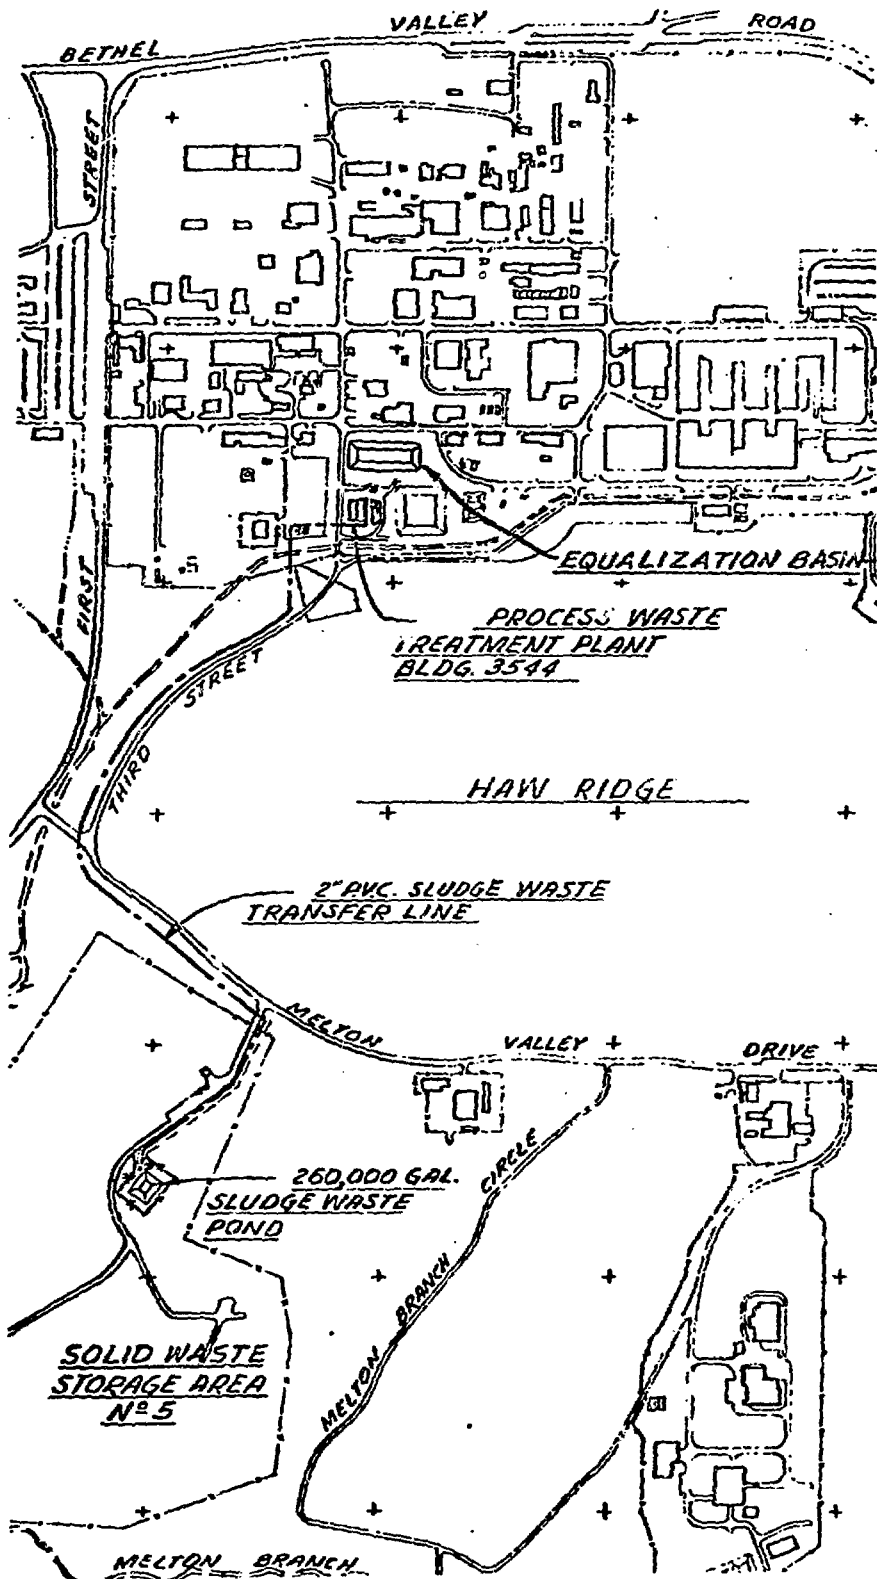 BETHEL VALLEY ROAD
STREET
FIRST
EQUALIZATION BASIN
PROCESS WASTE
TREATMENT PLANT
BLDG. 3544
STREET
THIRD
HAW RIDGE
2" P.V.C. SLUDGE WASTE
TRANSFER LINE
MELTON VALLEY DRIVE
260,000 GAL.
SLUDGE WASTE
POND
CIRCLE
BRANCH
MELTON
SOLID WASTE
STORAGE AREA
Nº 5
MELTON BRANCH